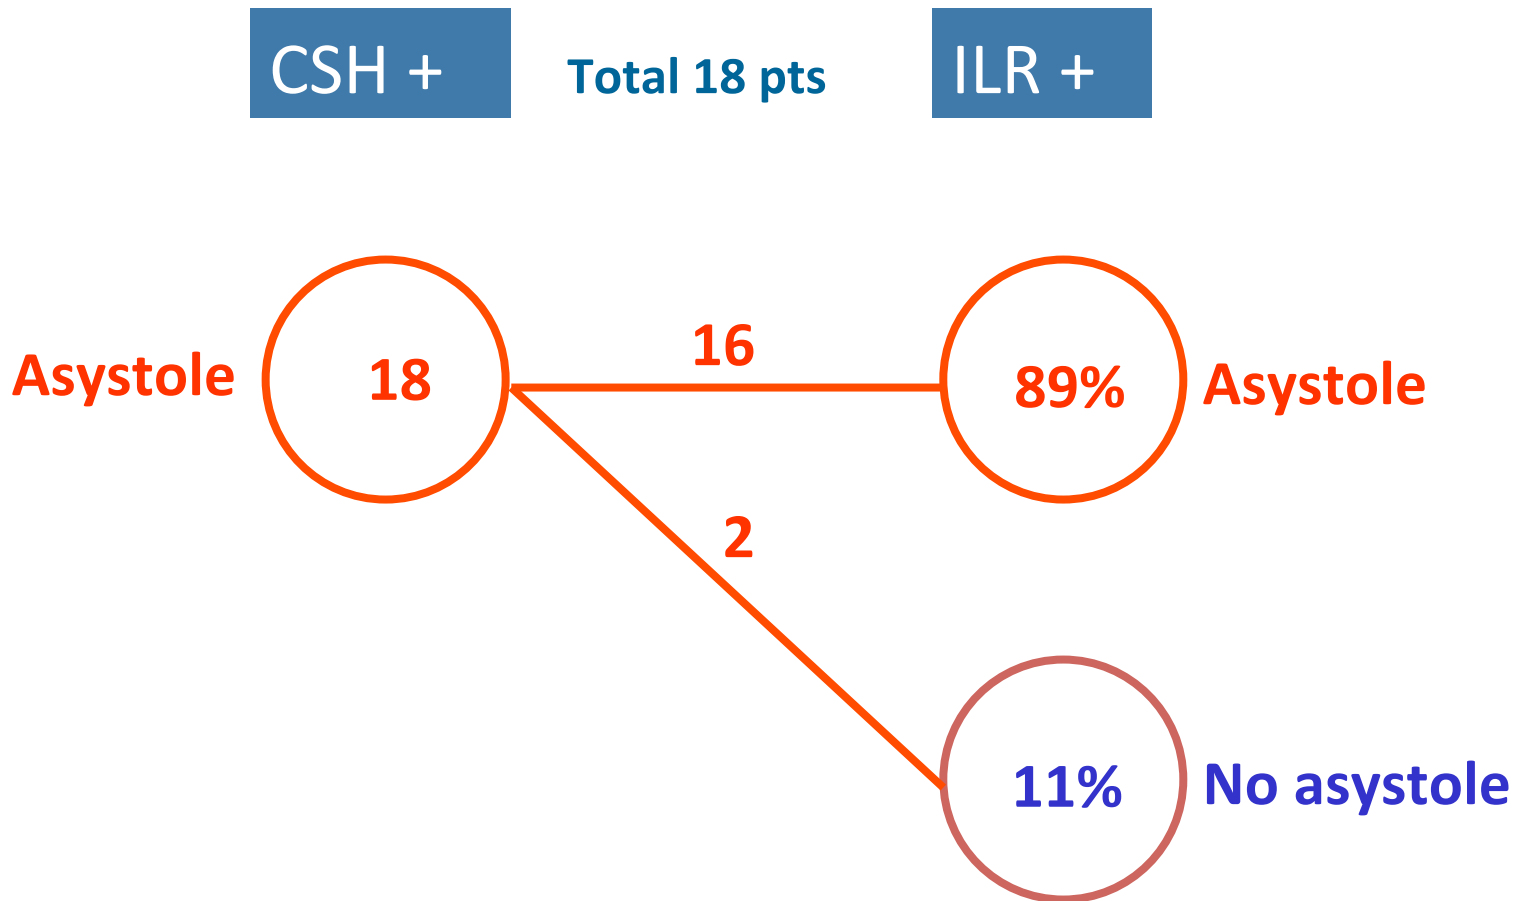 CSH +
Total 18 pts
ILR +
16
Asystole
18
89%
Asystole
2
11%
No asystole